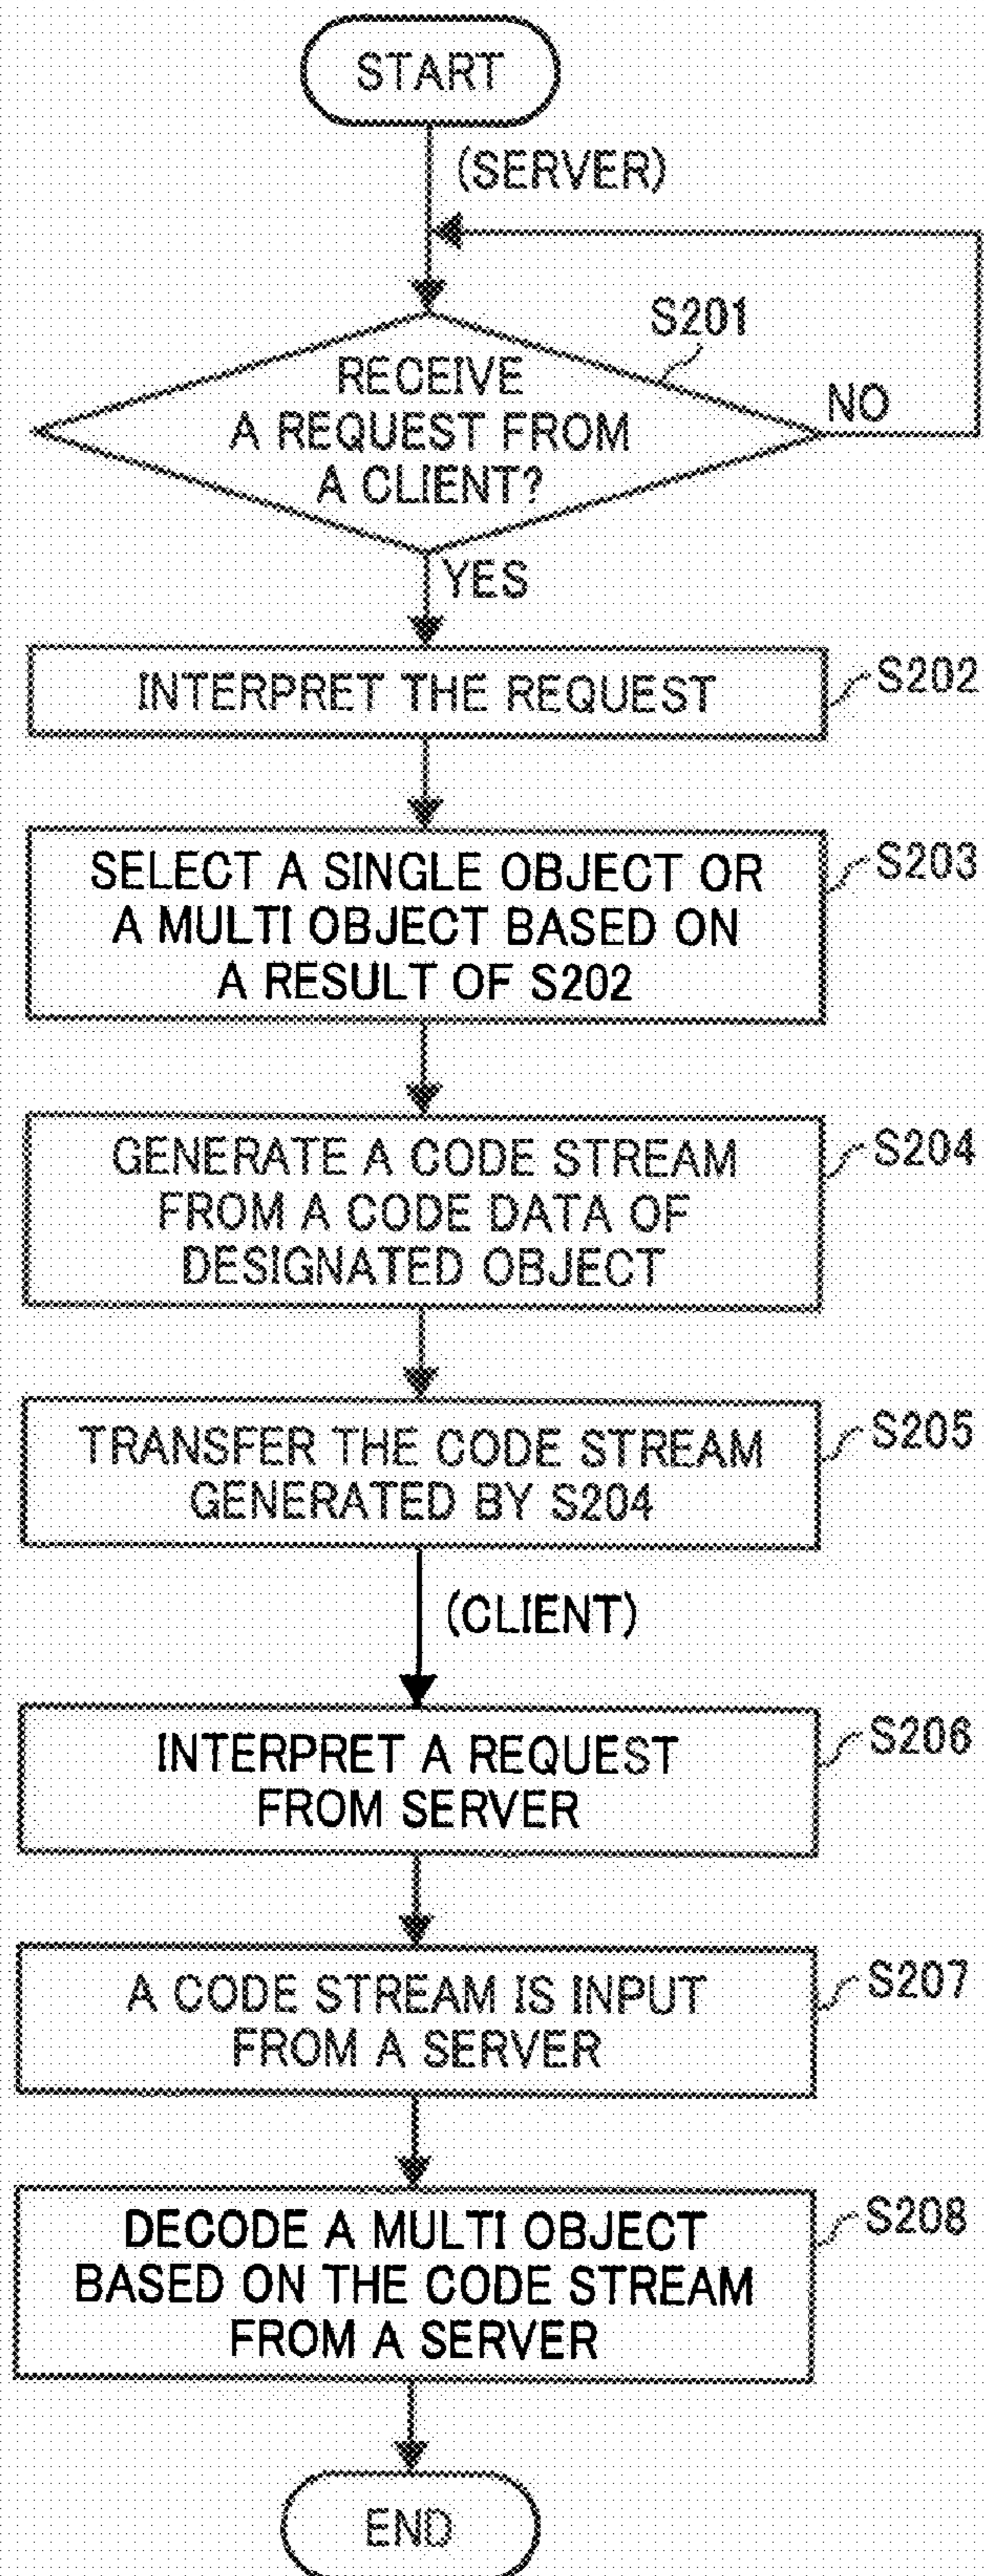 START
(SERVER)
S201
RECEIVE
A REQUEST FROM
A CLIENT?
NO
YES
INTERPRET THE REQUEST
S202
SELECT A SINGLE OBJECT OR
A MULTI OBJECT BASED ON
A RESULT OF S202
S203
GENERATE A CODE STREAM
FROM A CODE DATA OF
DESIGNATED OBJECT
S204
TRANSFER THE CODE STREAM
GENERATED BY S204
S205
(CLIENT)
INTERPRET A REQUEST
FROM SERVER
S206
A CODE STREAM IS INPUT
FROM A SERVER
S207
DECODE A MULTI OBJECT
BASED ON THE CODE STREAM
FROM A SERVER
S208
END